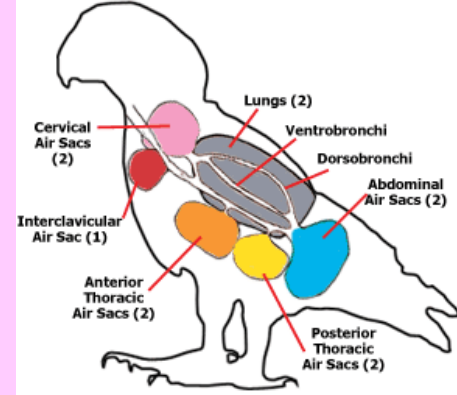 Lungs (2)
Cervical
Air Sacs
(2)
Ventrobronchi
Dorsobronchi
Abdominal
Air Sacs (2)
Interclavicular
Air Sac (1)
Anterior
Thoracic
Air Sacs (2)
Posterior
Thoracic
Air Sacs (2)